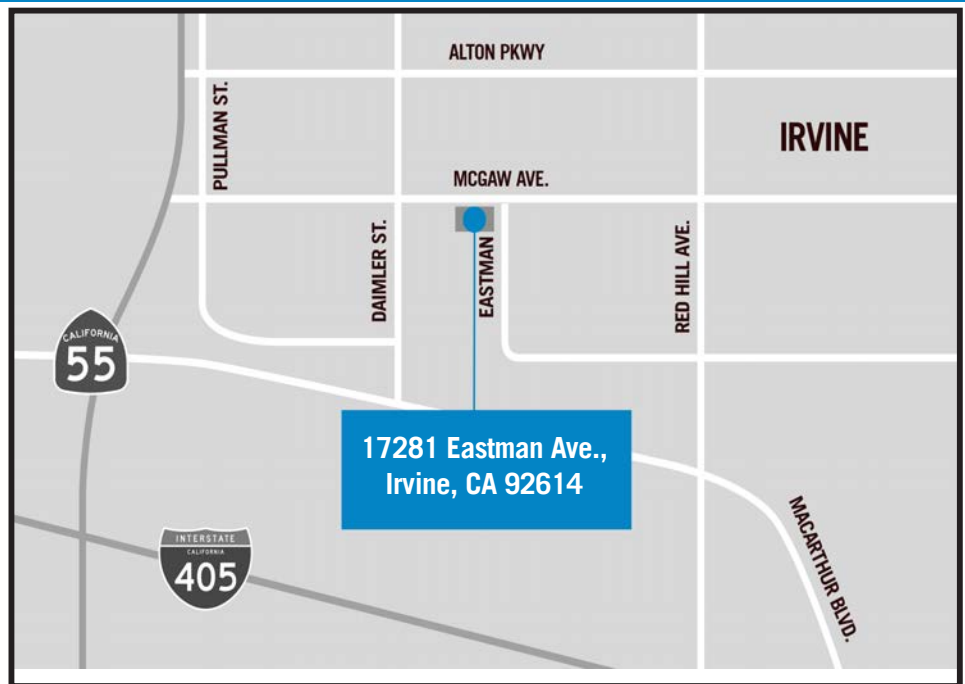 ALTON PKWY
PULLMAN ST.
IRVINE
MCGAW AVE.
DAIMLER ST.
EASTMAN
RED HILL AVE.
CALIFORNIA
55
17281 Eastman Ave.,
Irvine, CA 92614
INTERSTATE
CALIFORNIA
405
MACARTHUR BLVD.